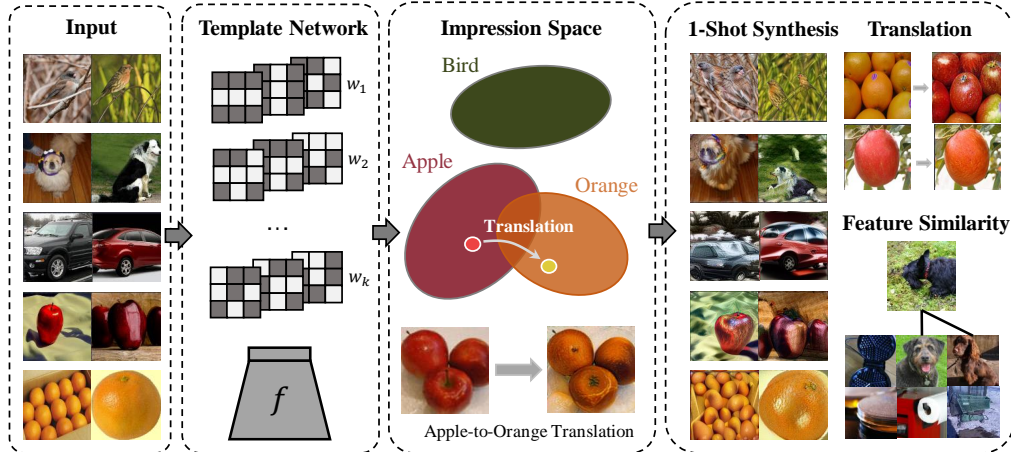 Input
Template Network
w₁
w₂
...
wₖ
f
Impression Space
Bird
Apple
Orange
Translation
Apple-to-Orange Translation
1-Shot Synthesis
Translation
Feature Similarity